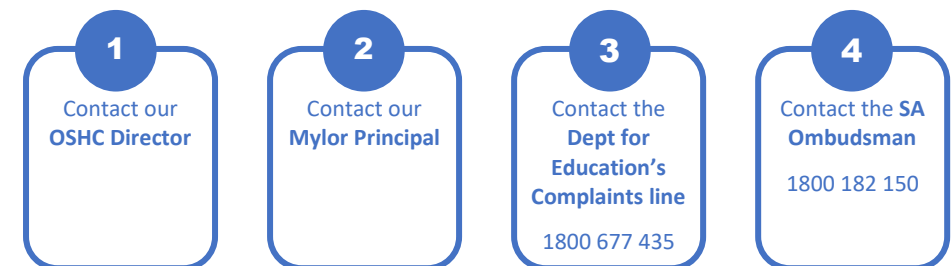 1
Contact our
OSHC Director
2
Contact our
Mylor Principal
3
Contact the
Dept for
Education’s
Complaints line
1800 677 435
4
Contact the SA
Ombudsman
1800 182 150